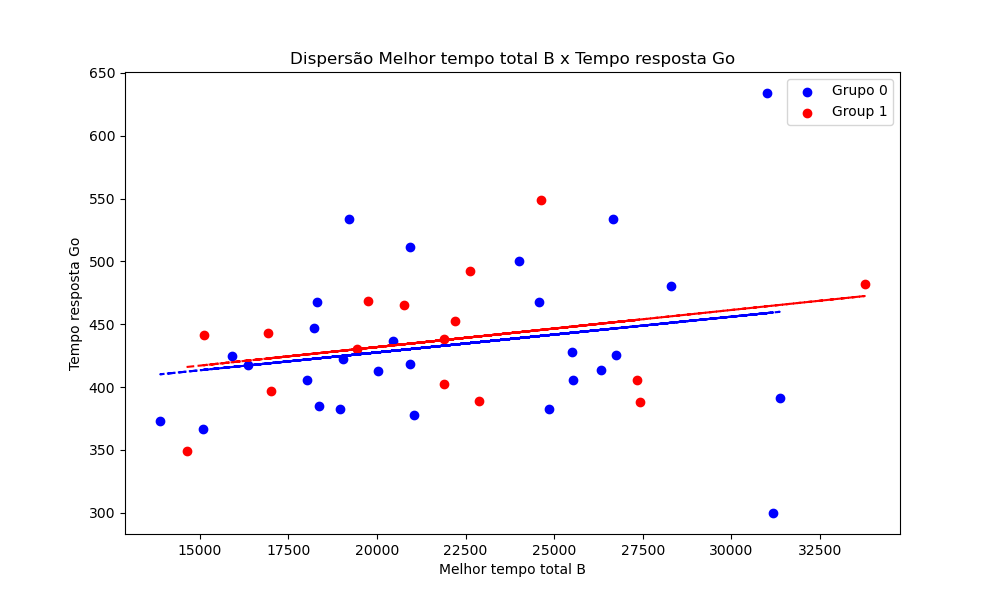 Dispersão Melhor tempo total B x Tempo resposta Go
Grupo 0
Group 1
650
600
550
500
450
400
350
300
Tempo resposta Go
15000 17500 20000 22500 25000 27500 30000 32500
Melhor tempo total B